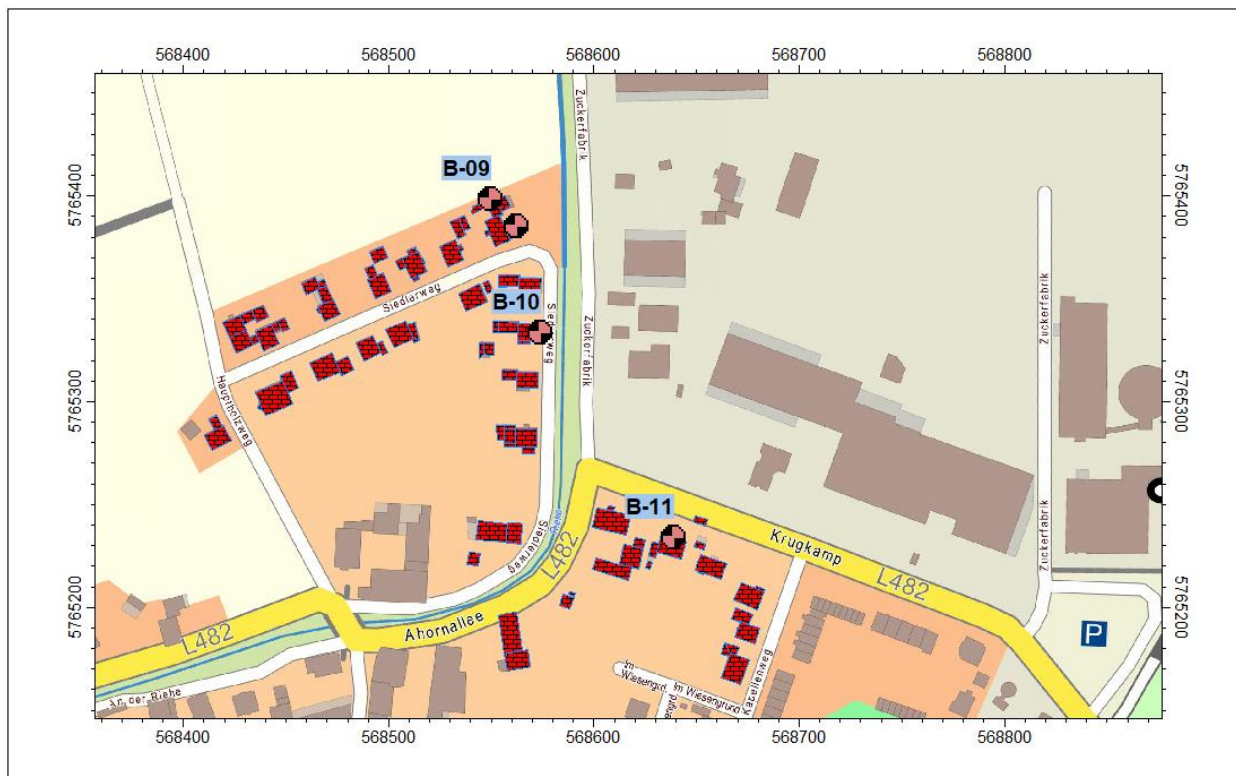 568400 568500 568600 568700 568800
5765400
5765400
Zuckerfabrik
B-09
Siedlerweg
B-10
Siedlerweg
Zuckerfabrik
Zuckerfabrik
5765300
5765300
Hauptholzweg
B-11
Siedlerweg
Riehe
L482
Krugkamp
Zuckerfabrik
L482
5765200
5765200
L482
Ahornallee
P
An der Riehe
Im
Wiesengrund
Im Wiesengrund
Kapellenweg
568400 568500 568600 568700 568800